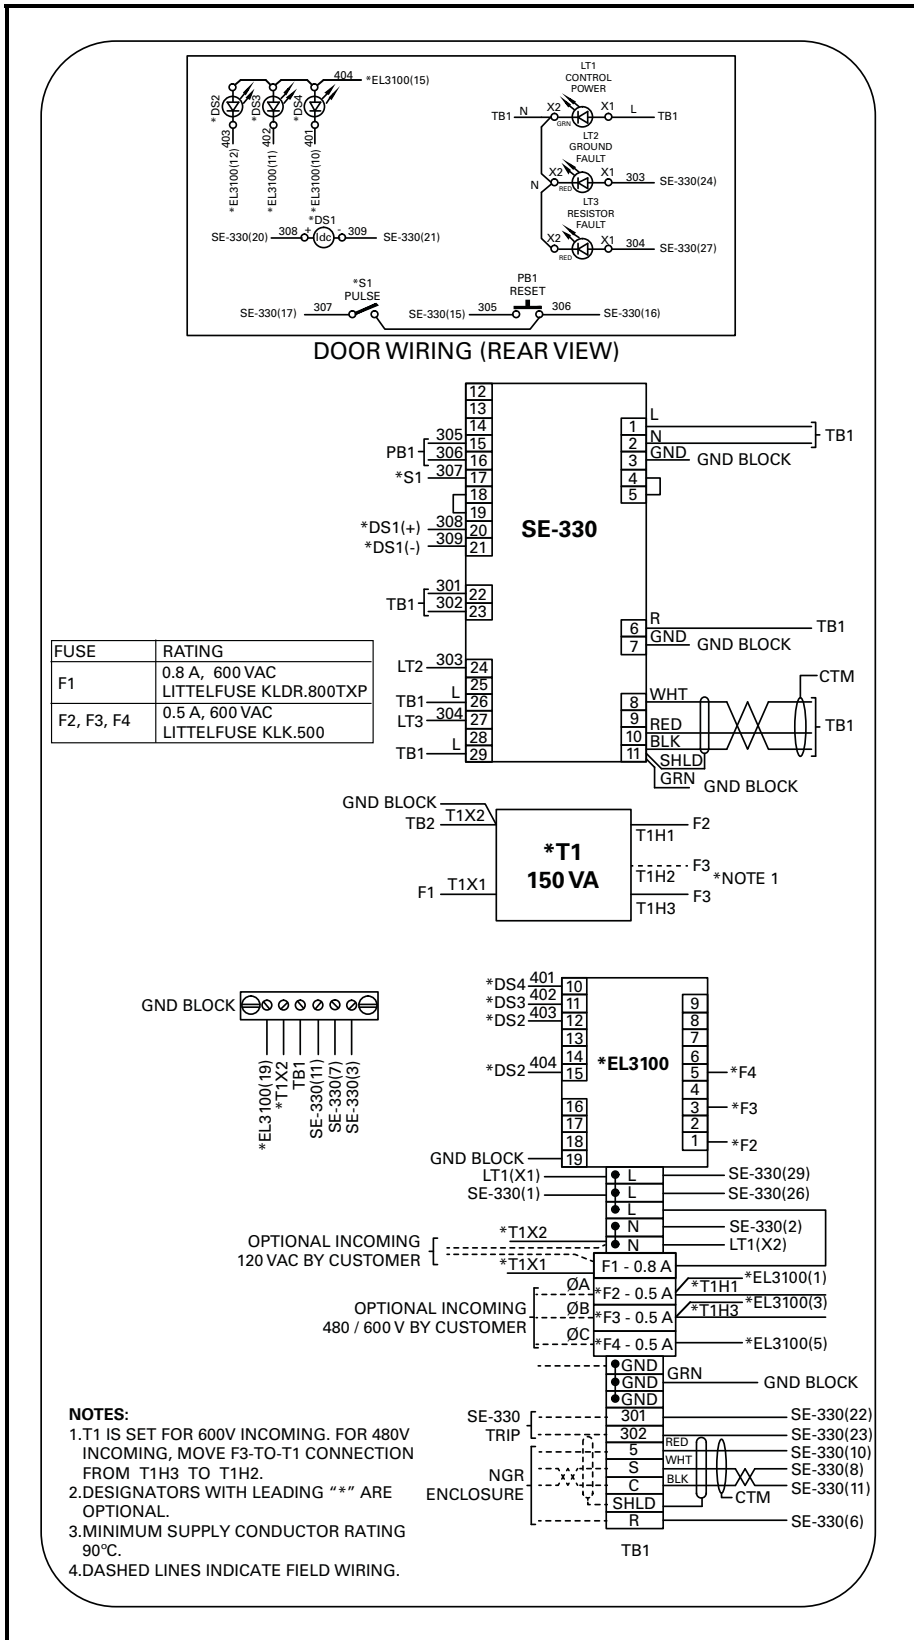 404
*EL3100(15)
*DS2
*DS3
*DS4
403
402
401
*EL3100(12)
*EL3100(11)
*EL3100(10)
*DS1
SE-330(20) 308 + Idc - 309 SE-330(21)
LT1
CONTROL
POWER
TB1 N X2 X1 L TB1
GRN
LT2
GROUND
FAULT
N X2 X1 303 SE-330(24)
RED
LT3
RESISTOR
FAULT
X2 X1 304 SE-330(27)
RED
*S1
PULSE
PB1
RESET
SE-330(17) 307
SE-330(15) 305 306 SE-330(16)
DOOR WIRING (REAR VIEW)
12
13
14
PB1 305 15
306 16
*S1 307 17
18
19
*DS1(+) 308 20
*DS1(-) 309 21
TB1 301 22
302 23
LT2 303 24
25
TB1 L 26
LT3 304 27
28
TB1 L 29
SE-330
1 L TB1
2 N
3 GND GND BLOCK
4
5
6 R TB1
7 GND GND BLOCK
CTM
8 WHT
9 RED TB1
10 BLK
11 SHLD
GRN GND BLOCK
FUSE RATING
F1 0.8 A, 600 VAC
LITTELFUSE KLDR.800TXP
F2, F3, F4 0.5 A, 600 VAC
LITTELFUSE KLK.500
GND BLOCK
TB2 T1X2
F1 T1X1
*T1
150 VA
T1H1 F2
T1H2 F3 *NOTE 1
T1H3 F3
GND BLOCK
*EL3100(19)
*T1X2
TB1
SE-330(11)
SE-330(7)
SE-330(3)
*DS4 401 10
*DS3 402 11
*DS2 403 12
13
14
*DS2 404 15
16
17
18
GND BLOCK 19
*EL3100
9
8
7
6
5 *F4
4
3 *F3
2
1 *F2
LT1(X1) L SE-330(29)
SE-330(1) L SE-330(26)
L
N SE-330(2)
*T1X2 N LT1(X2)
OPTIONAL INCOMING
120 VAC BY CUSTOMER
*T1X1 F1 - 0.8 A
OPTIONAL INCOMING
480 / 600 V BY CUSTOMER
ØA *F2 - 0.5 A *EL3100(1)
*T1H1
ØB *F3 - 0.5 A *EL3100(3)
*T1H3
ØC *F4 - 0.5 A *EL3100(5)
GND
GND GRN GND BLOCK
GND
SE-330
TRIP
301 SE-330(22)
302 SE-330(23)
NGR
ENCLOSURE
5 RED SE-330(10)
S WHT SE-330(8)
C BLK SE-330(11)
SHLD CTM
R SE-330(6)
TB1
NOTES:
1.T1 IS SET FOR 600V INCOMING. FOR 480V
INCOMING, MOVE F3-TO-T1 CONNECTION
FROM T1H3 TO T1H2.
2.DESIGNATORS WITH LEADING “*” ARE
OPTIONAL.
3.MINIMUM SUPPLY CONDUCTOR RATING
90°C.
4.DASHED LINES INDICATE FIELD WIRING.